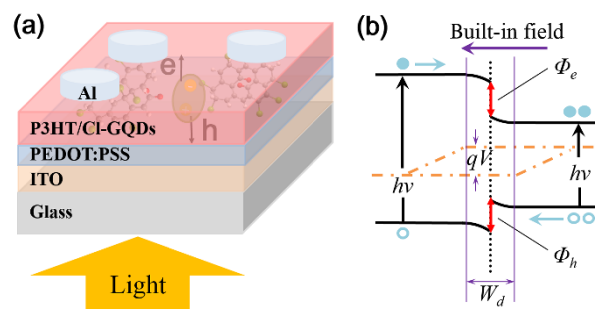 (a)
e
Al
h
P3HT/Cl-GQDs
PEDOT:PSS
ITO
Glass
Light
(b)
Built-in field
Φe
qV
hν
hν
Φh
Wd